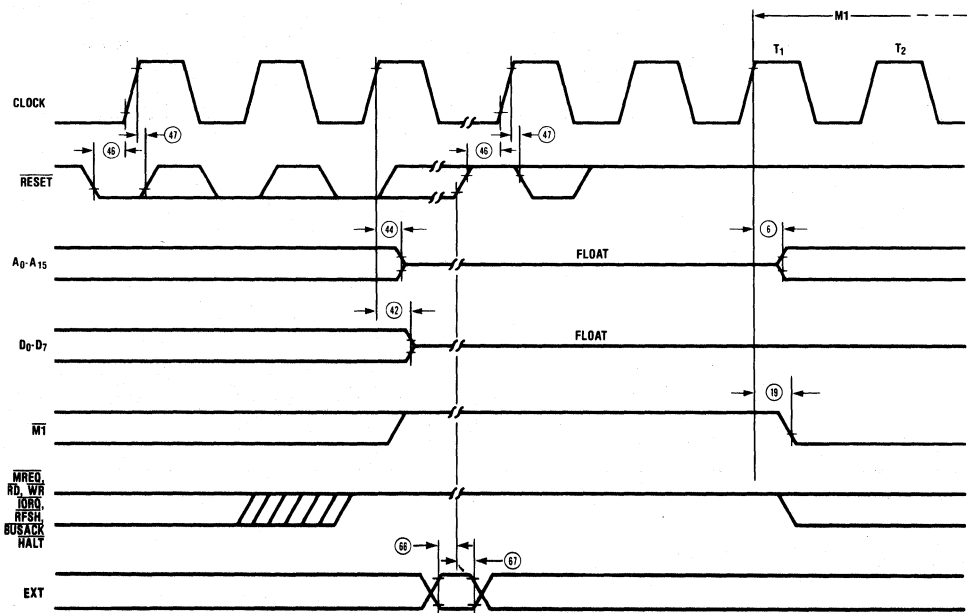 M1
T1 T2
CLOCK
47 47
46 46
RESET
44 6
A0-A15 FLOAT
42
D0-D7 FLOAT
19
M1
MREQ,
RD, WR
IORQ,
RFSH,
BUSACK
HALT
66 67
EXT